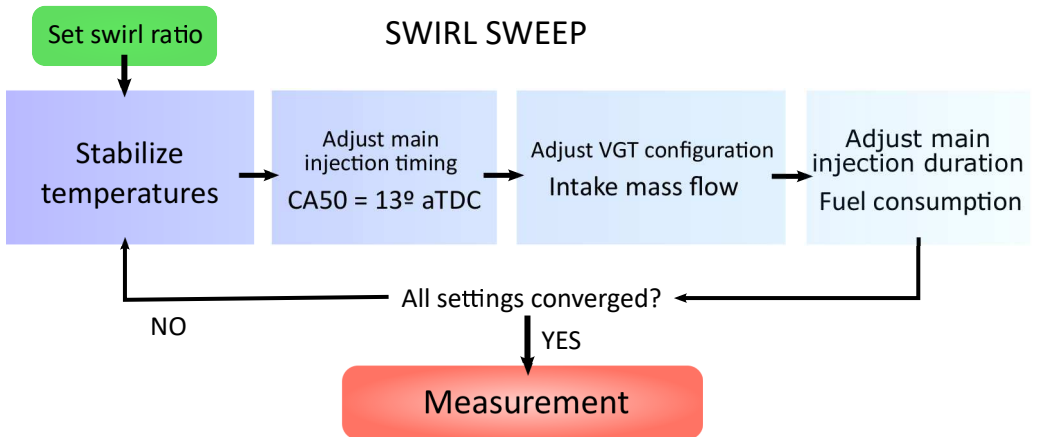 Set swirl ratio
SWIRL SWEEP
Stabilize
temperatures
Adjust main
injection timing
CA50 = 13º aTDC
Adjust VGT configuration
Intake mass flow
Adjust main
injection duration
Fuel consumption
All settings converged?
NO
YES
Measurement